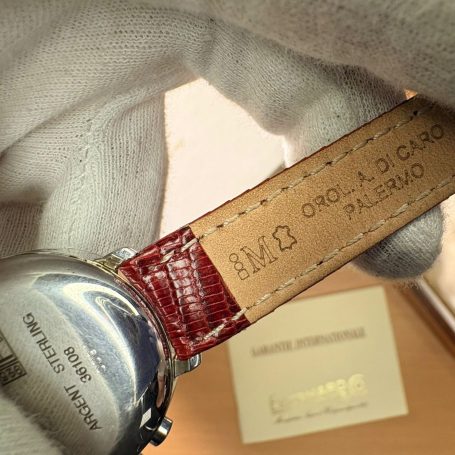 OROL. A. DI CARO
PALERMO
8M
ARGENT STERLING
36108
GARANTIE INTERNATIONALE